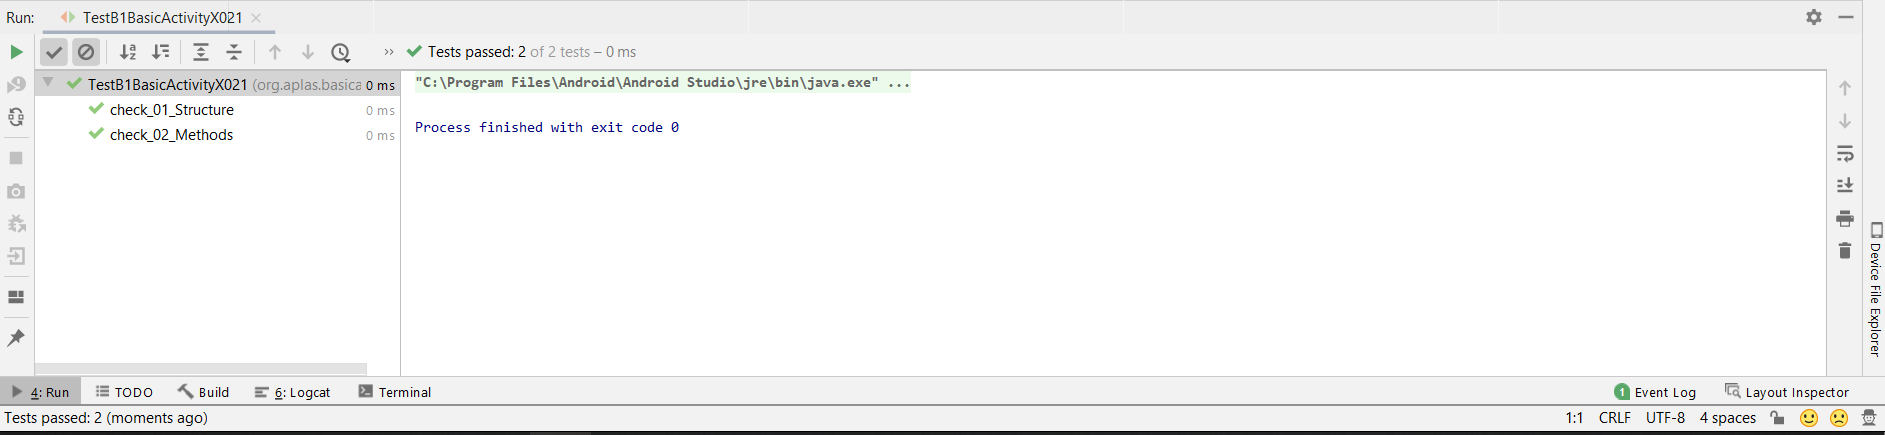 Run: TestB1BasicActivityX021
Tests passed: 2 of 2 tests – 0 ms
TestB1BasicActivityX021 (org.aplas.basica 0 ms
check_01_Structure 0 ms
check_02_Methods 0 ms
"C:\Program Files\Android\Android Studio\jre\bin\java.exe" ...
Process finished with exit code 0
Device File Explorer
4: Run TODO Build 6: Logcat Terminal 1 Event Log Layout Inspector
Tests passed: 2 (moments ago) 1:1 CRLF UTF-8 4 spaces